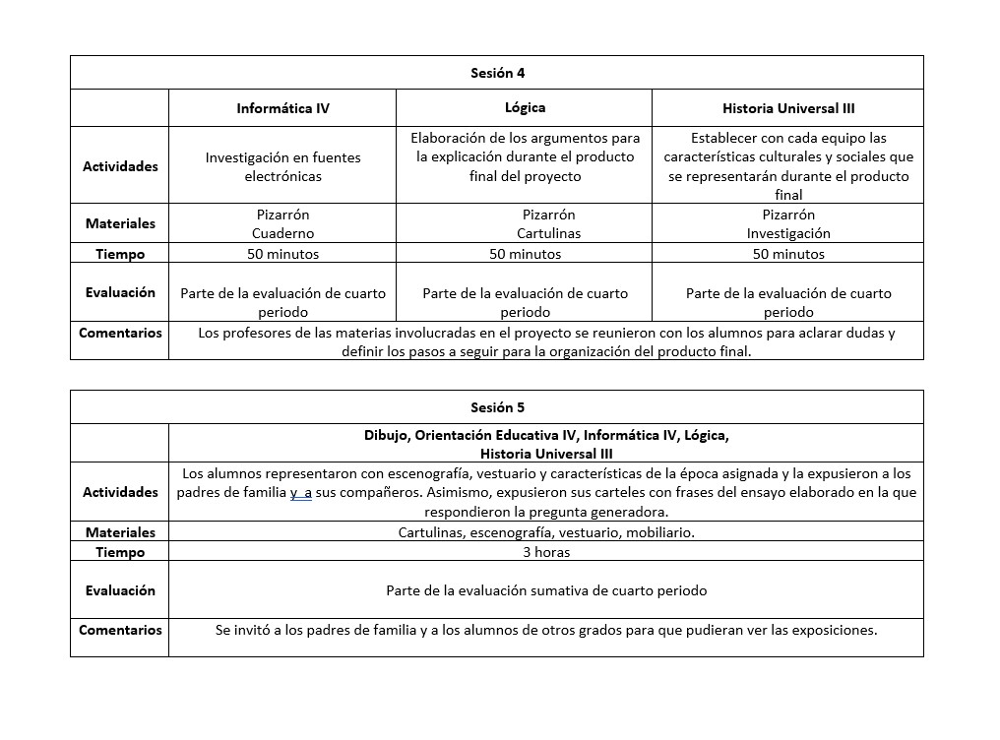 Sesión 4
Informática IV
Lógica
Historia Universal III
Actividades
Investigación en fuentes
electrónicas
Elaboración de los argumentos para
la explicación durante el producto
final del proyecto
Establecer con cada equipo las
características culturales y sociales que
se representarán durante el producto
final
Materiales
Pizarrón
Cuaderno
Pizarrón
Cartulinas
Pizarrón
Investigación
Tiempo
50 minutos
50 minutos
50 minutos
Evaluación
Parte de la evaluación de cuarto
periodo
Parte de la evaluación de cuarto
periodo
Parte de la evaluación de cuarto
periodo
Comentarios
Los profesores de las materias involucradas en el proyecto se reunieron con los alumnos para aclarar dudas y
definir los pasos a seguir para la organización del producto final.
Sesión 5
Dibujo, Orientación Educativa IV, Informática IV, Lógica,
Historia Universal III
Actividades
Los alumnos representaron con escenografía, vestuario y características de la época asignada y la expusieron a los
padres de familia y  a sus compañeros. Asimismo, expusieron sus carteles con frases del ensayo elaborado en la que
respondieron la pregunta generadora.
Materiales
Cartulinas, escenografía, vestuario, mobiliario.
Tiempo
3 horas
Evaluación
Parte de la evaluación sumativa de cuarto periodo
Comentarios
Se invitó a los padres de familia y a los alumnos de otros grados para que pudieran ver las exposiciones.